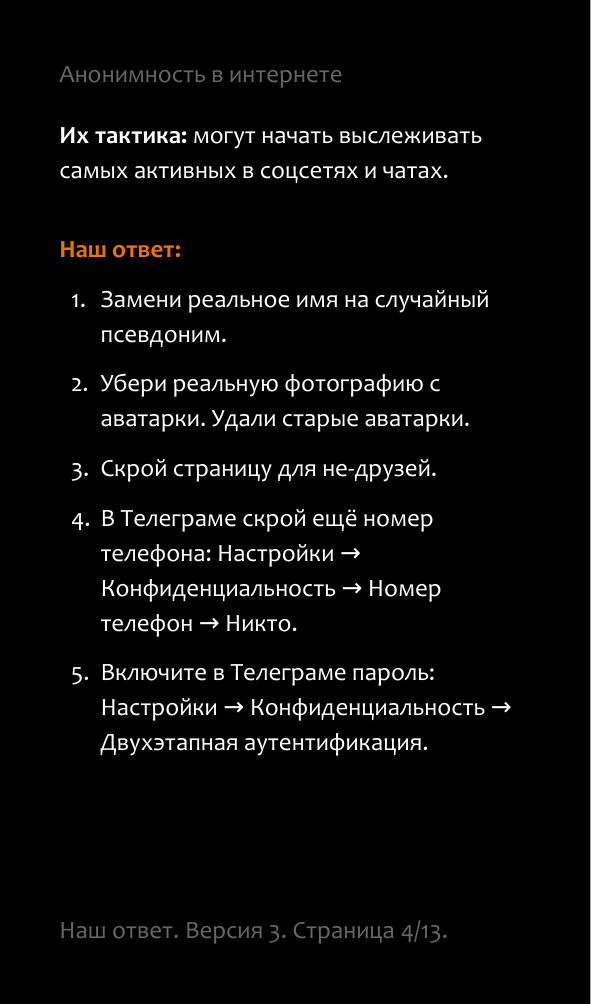 Анонимность в интернете
Их тактика: могут начать выслеживать
самых активных в соцсетях и чатах.
Наш ответ:
1. Замени реальное имя на случайный
псевдоним.
2. Убери реальную фотографию с
аватарки. Удали старые аватарки.
3. Скрой страницу для не-друзей.
4. В Телеграме скрой ещё номер
телефона: Настройки →
Конфиденциальность → Номер
телефон → Никто.
5. Включите в Телеграме пароль:
Настройки → Конфиденциальность →
Двухэтапная аутентификация.
Наш ответ. Версия 3. Страница 4/13.